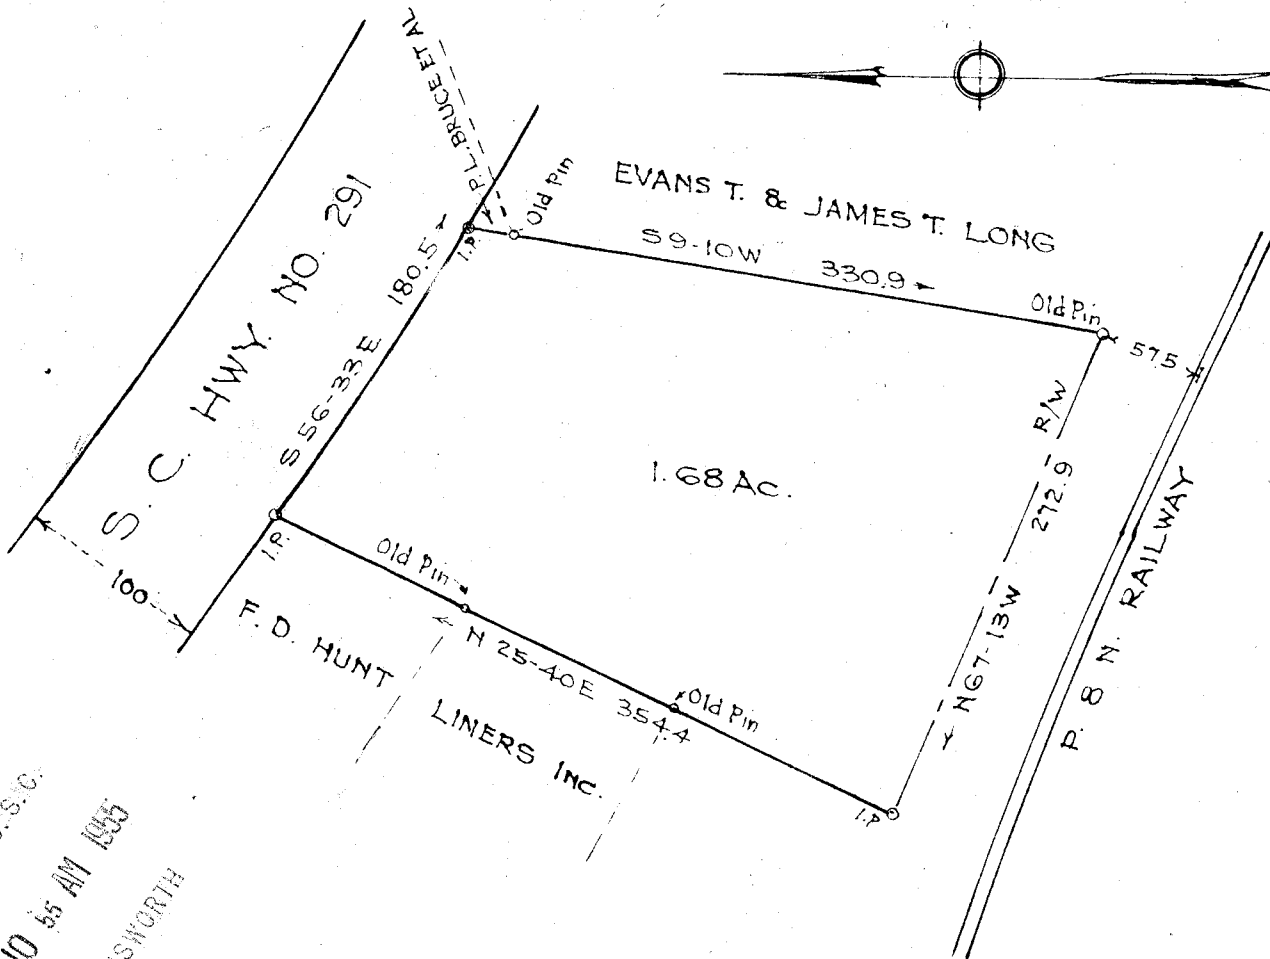 P.L. BRUCE ET AL
S. C. HWY. NO. 291
100
S 56-33 E 180.5
I.P.
Old Pin
EVANS T. & JAMES T. LONG
S 9-10 W 330.9
Old Pin
57.5
R/W
N 67-13 W 272.9
P. & N. RAILWAY
1.68 Ac.
I.P.
Old Pin
N 25-40 E 354.4
Old Pin
I.P.
F. D. HUNT
LINERS INC.
S.C.
10 55 AM 1955
SWORTH